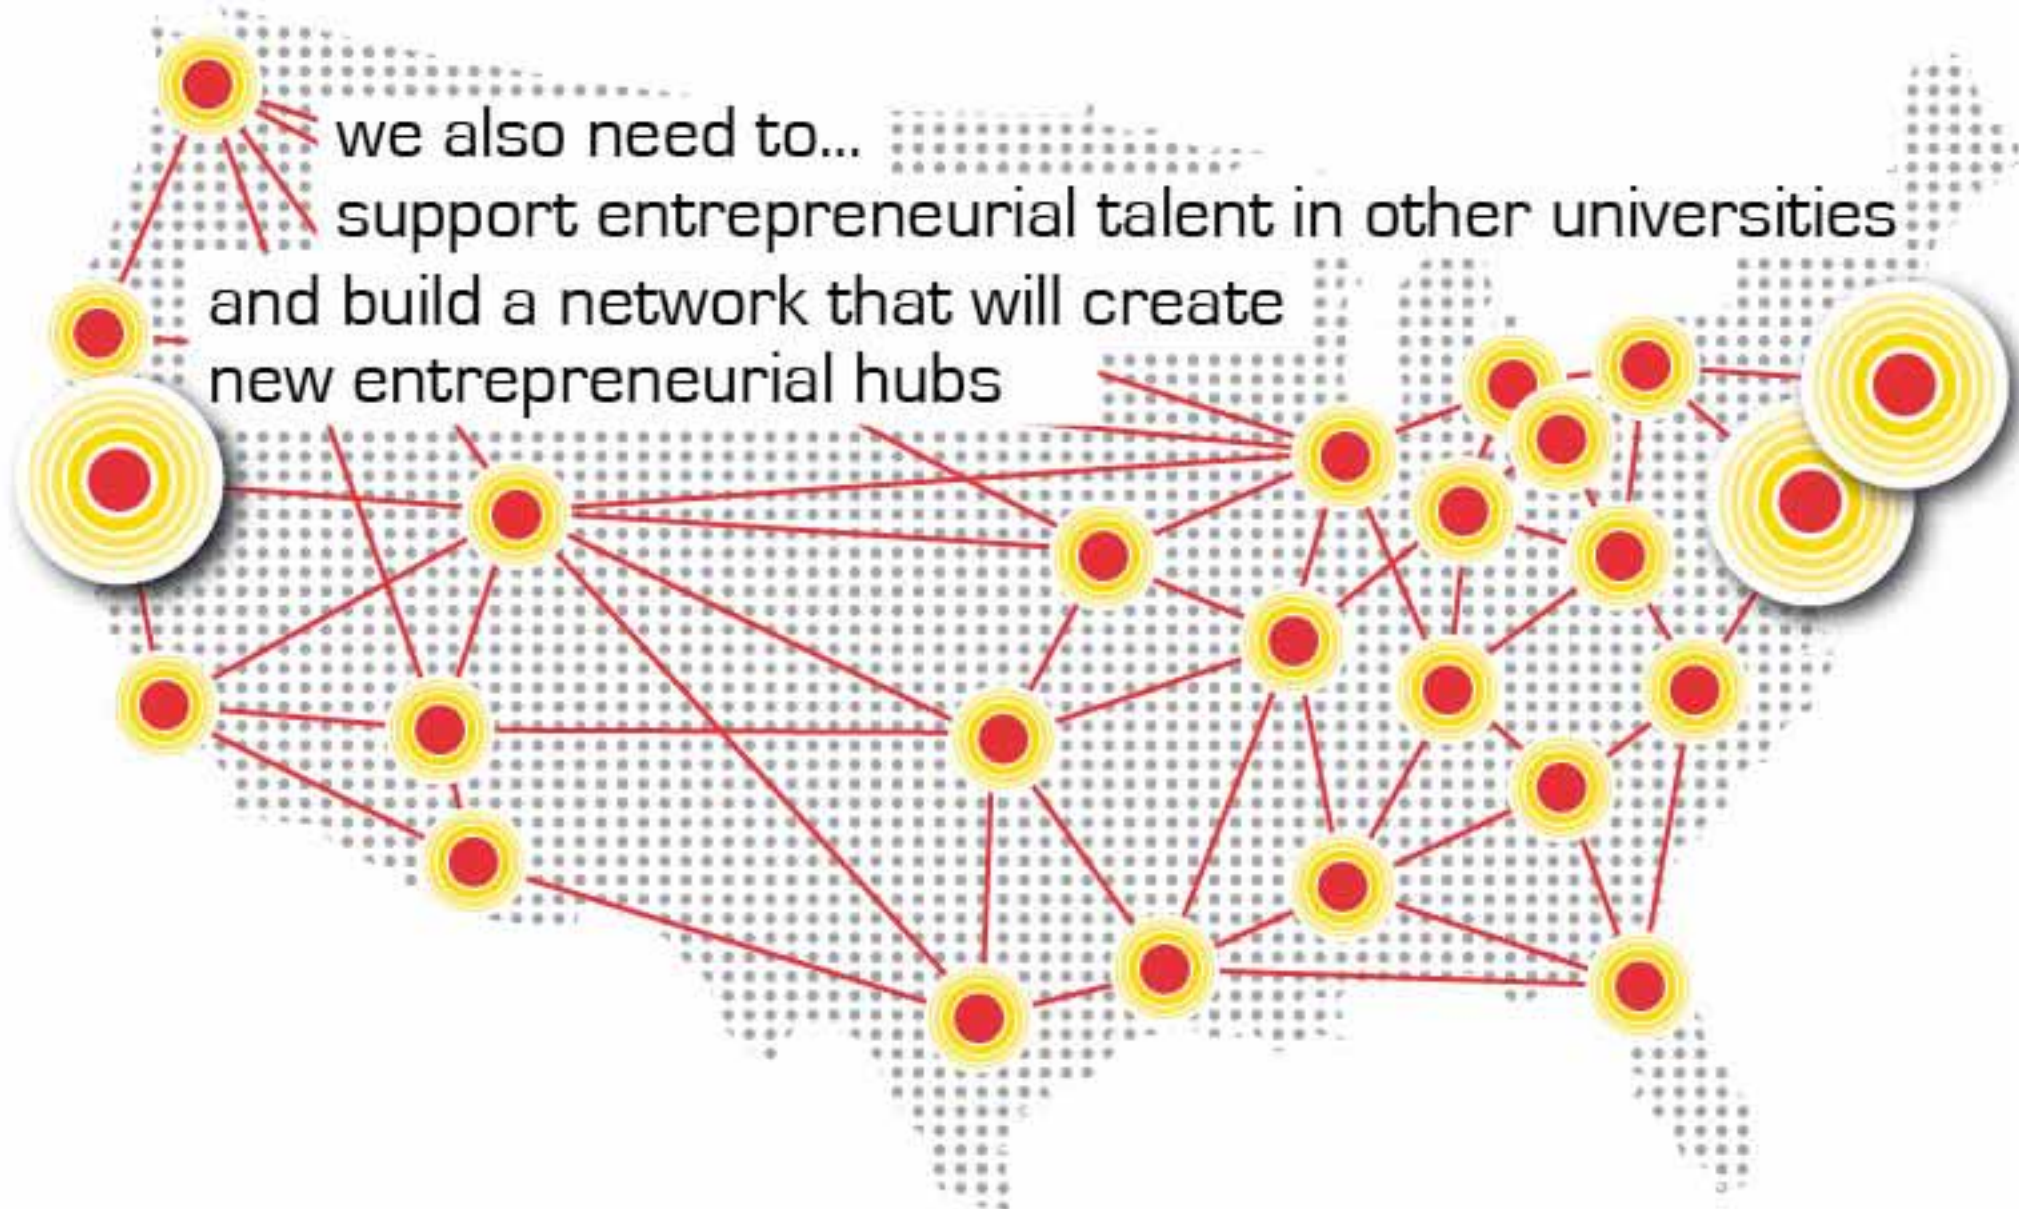 we also need to...
support entrepreneurial talent in other universities
and build a network that will create
new entrepreneurial hubs